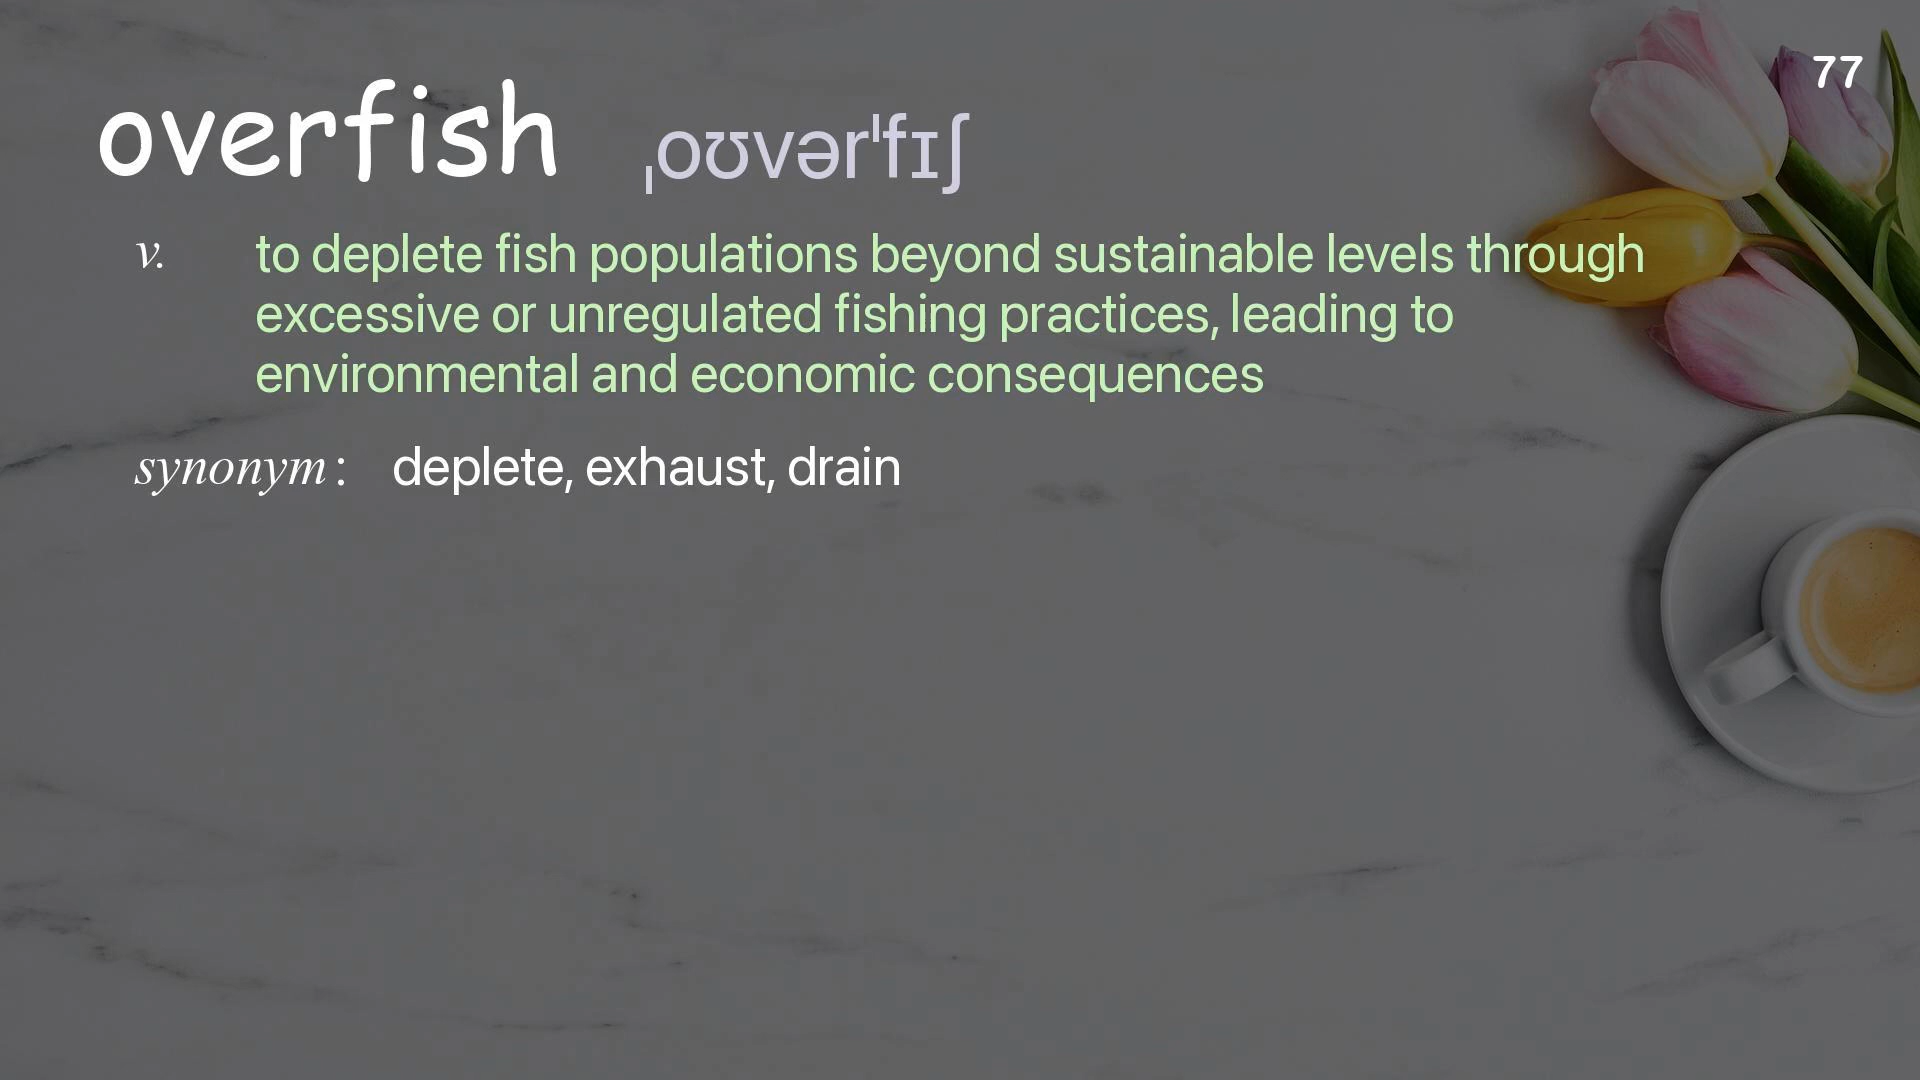 77
overfish ˌoʊvərˈfɪʃ
v. to deplete fish populations beyond sustainable levels through
excessive or unregulated fishing practices, leading to
environmental and economic consequences
synonym : deplete, exhaust, drain